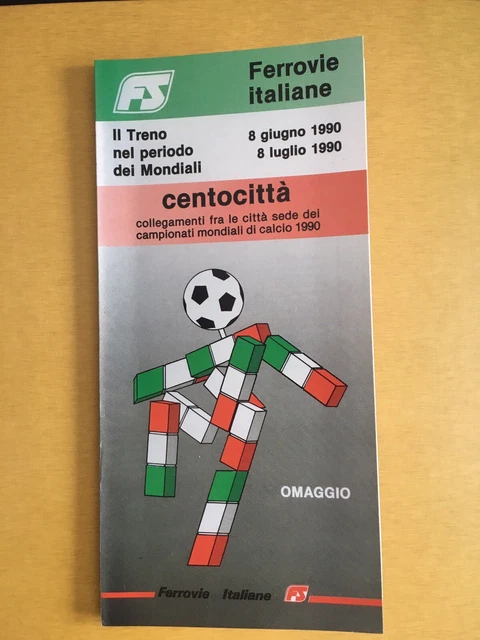 FS
Ferrovie
italiane
Il Treno
nel periodo
dei Mondiali
8 giugno 1990
8 luglio 1990
centocittà
collegamenti fra le città sede dei
campionati mondiali di calcio 1990
OMAGGIO
Ferrovie Italiane FS